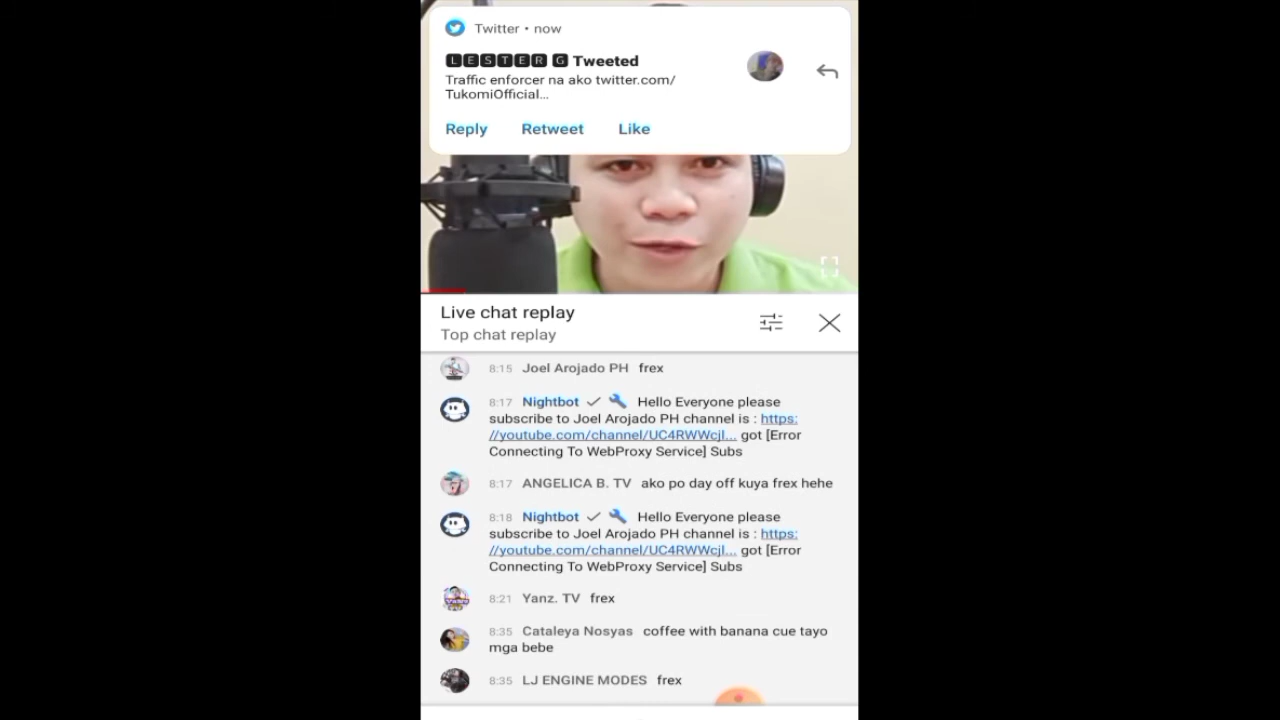 Twitter • now
LESTER G Tweeted
Traffic enforcer na ako twitter.com/
TukomiOfficial...
Reply Retweet Like
Live chat replay
Top chat replay
8:15 Joel Arojado PH frex
8:17 Nightbot Hello Everyone please
subscribe to Joel Arojado PH channel is : https:
//youtube.com/channel/UC4RWWcjl... got [Error
Connecting To WebProxy Service] Subs
8:17 ANGELICA B. TV ako po day off kuya frex hehe
8:18 Nightbot Hello Everyone please
subscribe to Joel Arojado PH channel is : https:
//youtube.com/channel/UC4RWWcjl... got [Error
Connecting To WebProxy Service] Subs
8:21 Yanz. TV frex
8:35 Cataleya Nosyas coffee with banana cue tayo
mga bebe
8:35 LJ ENGINE MODES frex